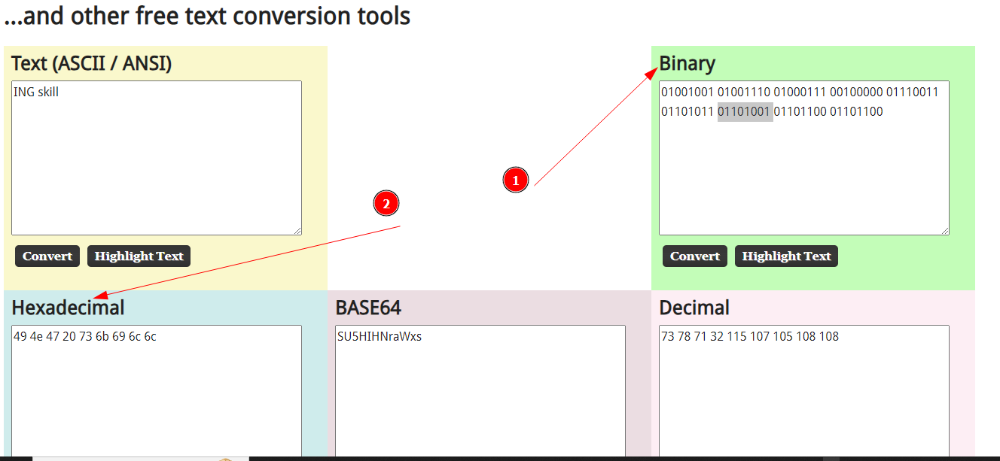 ...and other free text conversion tools
Text (ASCII / ANSI)
ING skill
Convert
Highlight Text
Binary
01001001 01001110 01000111 00100000 01110011
01101011 01101001 01101100 01101100
Convert
Highlight Text
1
2
Hexadecimal
49 4e 47 20 73 6b 69 6c 6c
BASE64
SU5HIHNraWxs
Decimal
73 78 71 32 115 107 105 108 108